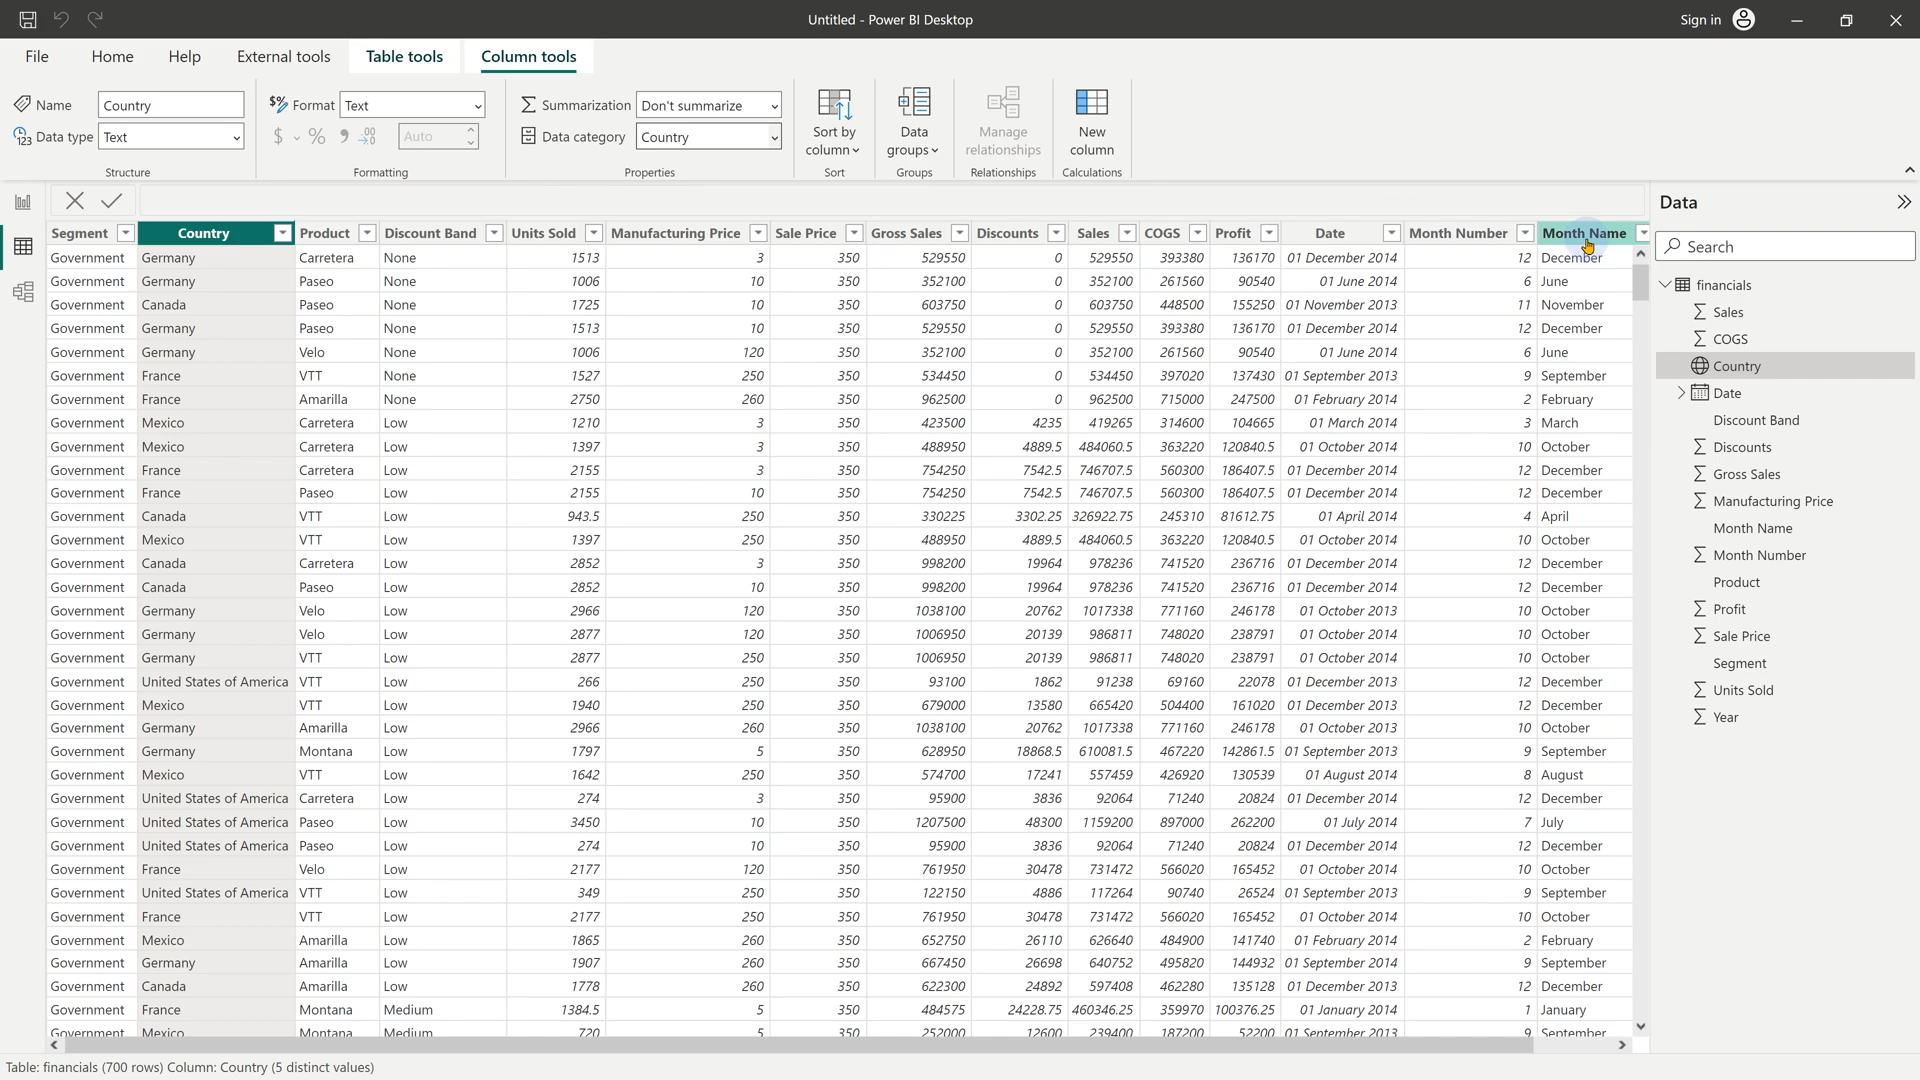 Untitled - Power BI Desktop
Sign in
File Home Help External tools Table tools Column tools
Name Country
Data type Text
Structure
Format Text
$ % Auto
Formatting
Summarization Don't summarize
Data category Country
Properties
Sort by column
Sort
Data groups
Groups
Manage relationships
Relationships
New column
Calculations
Segment Country Product Discount Band Units Sold Manufacturing Price Sale Price Gross Sales Discounts Sales COGS Profit Date Month Number Month Name
Government Germany Carretera None 1513 3 350 529550 0 529550 393380 136170 01 December 2014 12 December
Government Germany Paseo None 1006 10 350 352100 0 352100 261560 90540 01 June 2014 6 June
Government Canada Paseo None 1725 10 350 603750 0 603750 448500 155250 01 November 2013 11 November
Government Germany Paseo None 1513 10 350 529550 0 529550 393380 136170 01 December 2014 12 December
Government Germany Velo None 1006 120 350 352100 0 352100 261560 90540 01 June 2014 6 June
Government France VTT None 1527 250 350 534450 0 534450 397020 137430 01 September 2013 9 September
Government France Amarilla None 2750 260 350 962500 0 962500 715000 247500 01 February 2014 2 February
Government Mexico Carretera Low 1210 3 350 423500 4235 419265 314600 104665 01 March 2014 3 March
Government Mexico Carretera Low 1397 3 350 488950 4889.5 484060.5 363220 120840.5 01 October 2014 10 October
Government France Carretera Low 2155 3 350 754250 7542.5 746707.5 560300 186407.5 01 December 2014 12 December
Government France Paseo Low 2155 10 350 754250 7542.5 746707.5 560300 186407.5 01 December 2014 12 December
Government Canada VTT Low 943.5 250 350 330225 3302.25 326922.75 245310 81612.75 01 April 2014 4 April
Government Mexico VTT Low 1397 250 350 488950 4889.5 484060.5 363220 120840.5 01 October 2014 10 October
Government Canada Carretera Low 2852 3 350 998200 19964 978236 741520 236716 01 December 2014 12 December
Government Canada Paseo Low 2852 10 350 998200 19964 978236 741520 236716 01 December 2014 12 December
Government Germany Velo Low 2966 120 350 1038100 20762 1017338 771160 246178 01 October 2013 10 October
Government Germany Velo Low 2877 120 350 1006950 20139 986811 748020 238791 01 October 2014 10 October
Government Germany VTT Low 2877 250 350 1006950 20139 986811 748020 238791 01 October 2014 10 October
Government United States of America VTT Low 266 250 350 93100 1862 91238 69160 22078 01 December 2013 12 December
Government Mexico VTT Low 1940 250 350 679000 13580 665420 504400 161020 01 December 2013 12 December
Government Germany Amarilla Low 2966 260 350 1038100 20762 1017338 771160 246178 01 October 2013 10 October
Government Germany Montana Low 1797 5 350 628950 18868.5 610081.5 467220 142861.5 01 September 2013 9 September
Government Mexico VTT Low 1642 250 350 574700 17241 557459 426920 130539 01 August 2014 8 August
Government United States of America Carretera Low 274 3 350 95900 3836 92064 71240 20824 01 December 2014 12 December
Government United States of America Paseo Low 3450 10 350 1207500 48300 1159200 897000 262200 01 July 2014 7 July
Government United States of America Paseo Low 274 10 350 95900 3836 92064 71240 20824 01 December 2014 12 December
Government France Velo Low 2177 120 350 761950 30478 731472 566020 165452 01 October 2014 10 October
Government United States of America VTT Low 349 250 350 122150 4886 117264 90740 26524 01 September 2013 9 September
Government France VTT Low 2177 250 350 761950 30478 731472 566020 165452 01 October 2014 10 October
Government Mexico Amarilla Low 1865 260 350 652750 26110 626640 484900 141740 01 February 2014 2 February
Government Germany Amarilla Low 1907 260 350 667450 26698 640752 495820 144932 01 September 2013 9 September
Government Canada Amarilla Low 1778 260 350 622300 24892 597408 462280 135128 01 December 2013 12 December
Government France Montana Medium 1384.5 5 350 484575 24228.75 460346.25 359970 100376.25 01 January 2014 1 January
Government Mexico Montana Medium 720 5 350 252000 12600 239400 187200 52200 01 September 2013 9 September
Data
Search
financials
Sales
COGS
Country
Date
Discount Band
Discounts
Gross Sales
Manufacturing Price
Month Name
Month Number
Product
Profit
Sale Price
Segment
Units Sold
Year
Table: financials (700 rows) Column: Country (5 distinct values)